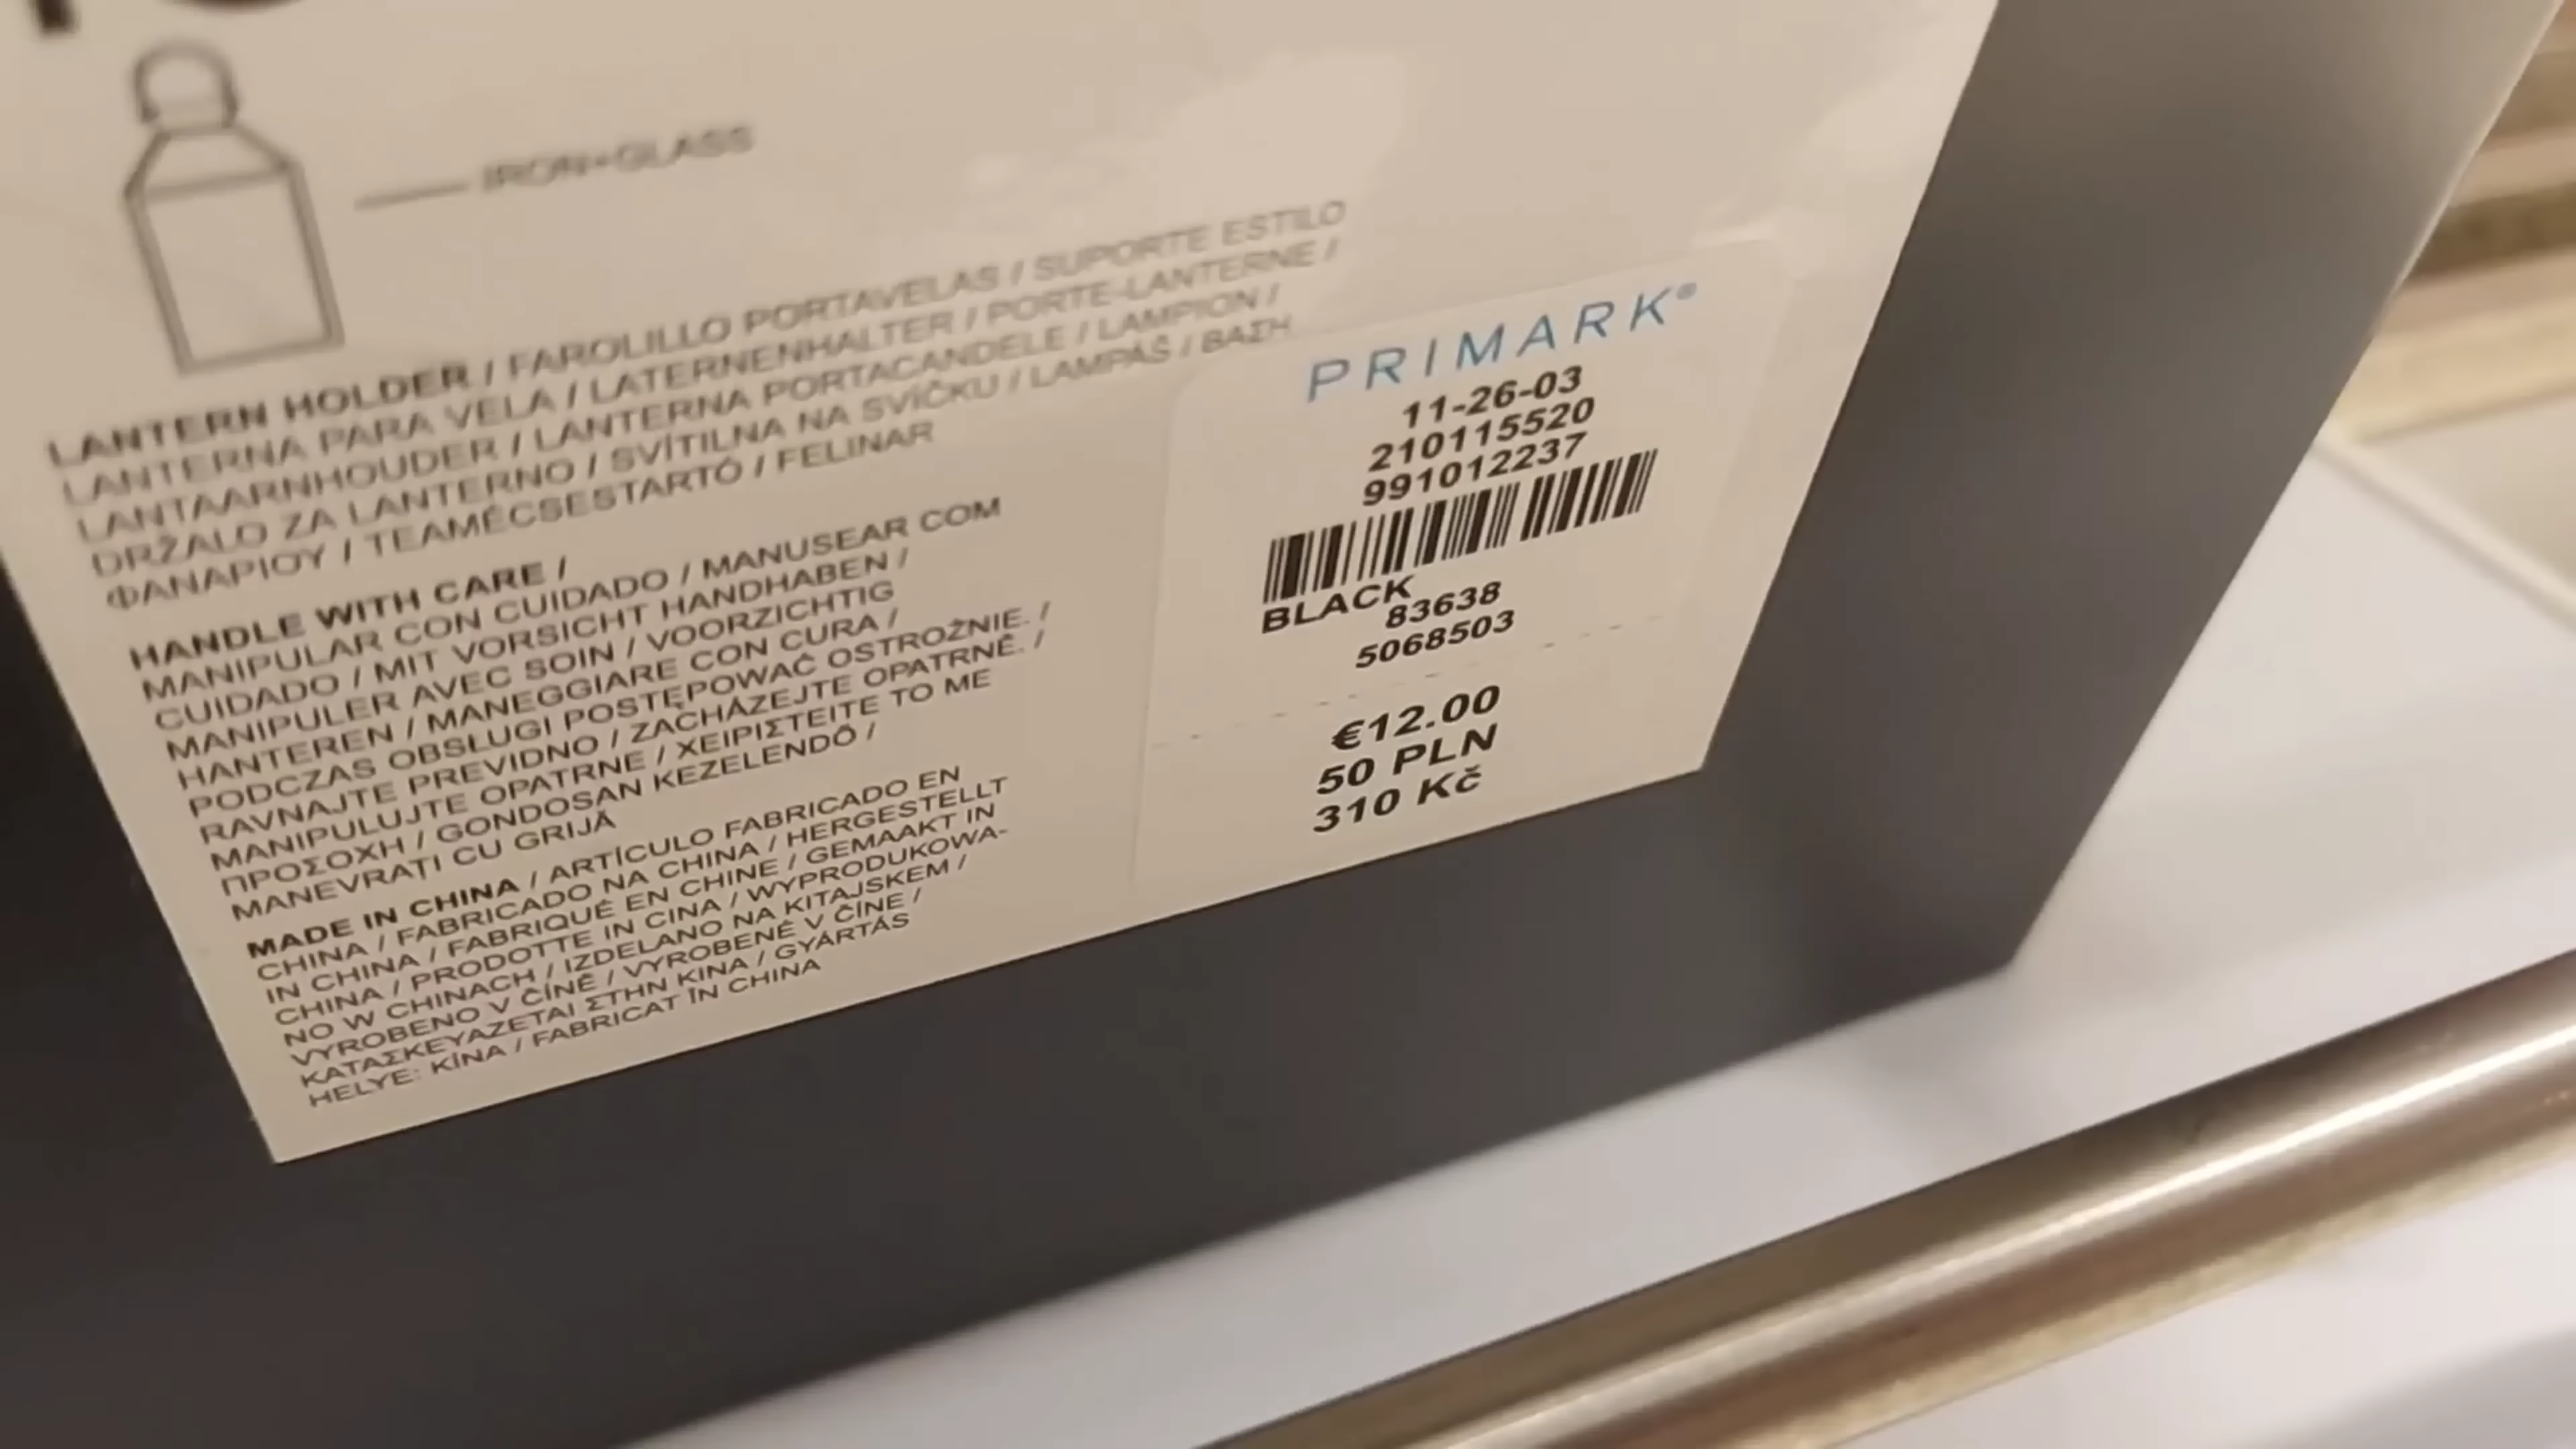 IRON+GLASS
LANTERN HOLDER / FAROLILLO PORTAVELAS / SUPORTE ESTILO
LANTERNA PARA VELA / LATERNENHALTER / PORTE-LANTERNE /
LANTAARNHOUDER / LANTERNA PORTACANDELE / LAMPION /
DRŽALO ZA LANTERNO / SVÍTILNA NA SVÍČKU / LAMPÁŠ / ΒΑΣΗ
ΦΑΝΑΡΙΟΥ / TEAMÉCSESTARTÓ / FELINAR
HANDLE WITH CARE /
MANIPULAR CON CUIDADO / MANUSEAR COM
CUIDADO / MIT VORSICHT HANDHABEN /
MANIPULER AVEC SOIN / VOORZICHTIG
HANTEREN / MANEGGIARE CON CURA /
PODCZAS OBSŁUGI POSTĘPOWAĆ OSTROŻNIE. /
RAVNAJTE PREVIDNO / ZACHÁZEJTE OPATRNĚ. /
MANIPULUJTE OPATRNE / ΧΕΙΡΙΣΤΕΙΤΕ ΤΟ ΜΕ
ΠΡΟΣΟΧΗ / GONDOSAN KEZELENDŐ /
MANEVRAȚI CU GRIJĂ
MADE IN CHINA / ARTÍCULO FABRICADO EN
CHINA / FABRICADO NA CHINA / HERGESTELLT
IN CHINA / FABRIQUÉ EN CHINE / GEMAAKT IN
CHINA / PRODOTTE IN CINA / WYPRODUKOWA-
NO W CHINACH / IZDELANO NA KITAJSKEM /
VYROBENO V ČÍNĚ / VYROBENÉ V ČÍNE /
ΚΑΤΑΣΚΕΥΑΖΕΤΑΙ ΣΤΗΝ ΚΙΝΑ / GYÁRTÁS
HELYE: KÍNA / FABRICAT ÎN CHINA
PRIMARK®
11-26-03
210115520
991012237
BLACK
83638
5068503
€12.00
50 PLN
310 Kč